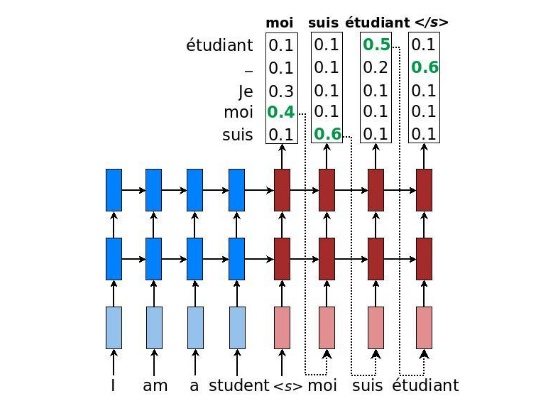 moi suis étudiant </s>
étudiant 0.1 0.1 0.5 0.1
_ 0.1 0.1 0.2 0.6
Je 0.3 0.1 0.1 0.1
moi 0.4 0.1 0.1 0.1
suis 0.1 0.6 0.1 0.1
I am a student <s> moi suis étudiant